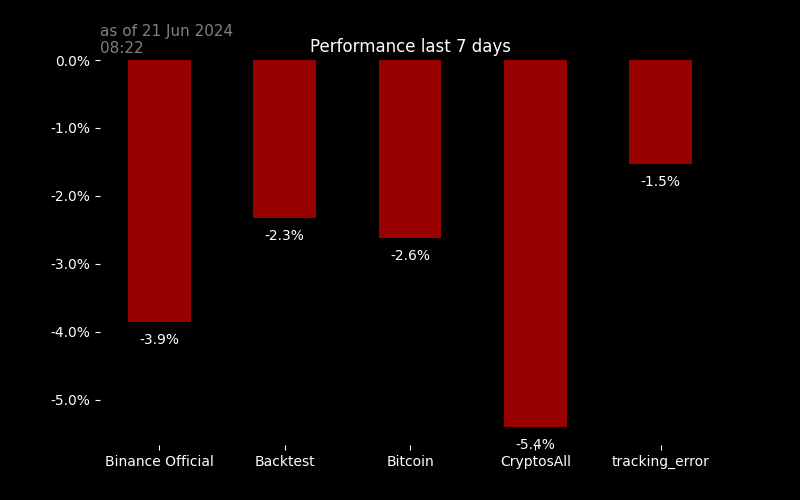 as of 21 Jun 2024
08:22
Performance last 7 days
0.0%
-1.0%
-2.0%
-3.0%
-4.0%
-5.0%
-3.9%
-2.3%
-2.6%
-5.4%
-1.5%
Binance Official
Backtest
Bitcoin
CryptosAll
tracking_error